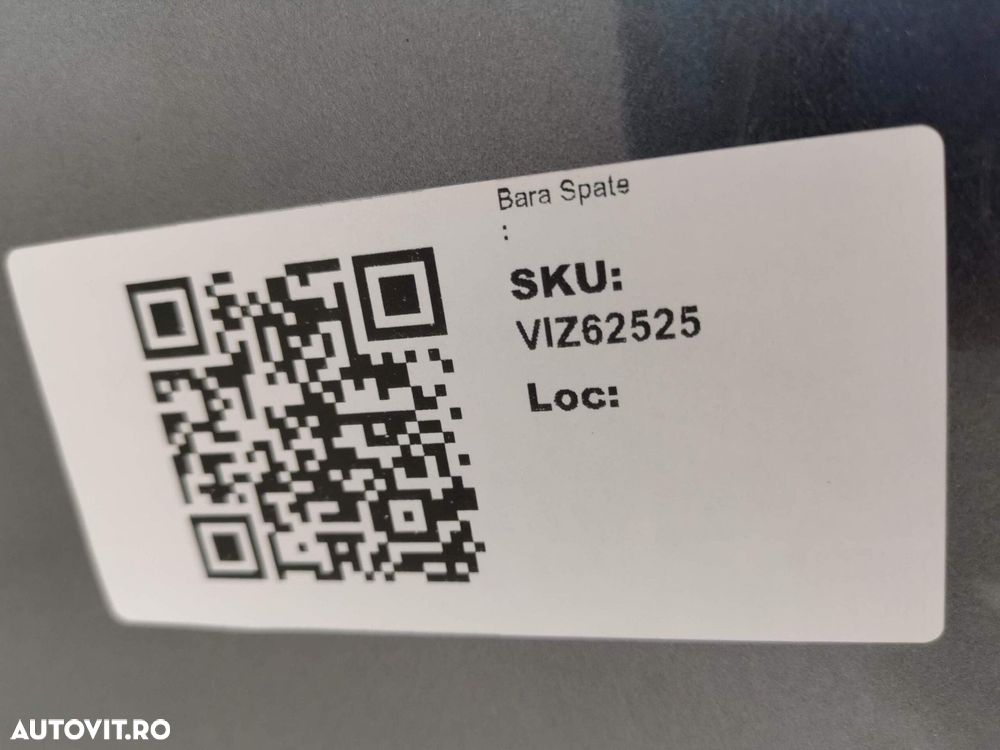 Bara Spate
:
SKU:
VIZ62525
Loc:
AUTOVIT.RO